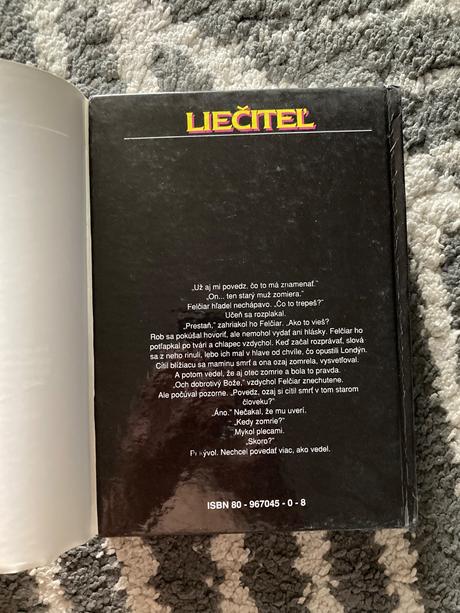 LIEČITEĽ
„Už aj mi povedz, čo to má znamenať.“
„On... ten starý muž zomiera.“
Felčiar hľadel nechápavo. „Čo to trepeš?“
Učeň sa rozplakal.
„Prestaň,“ zahriakol ho Felčiar. „Ako to vieš?
Rob sa pokúšal hovoriť, ale nemohol vydať ani hlásky. Felčiar ho
potľapkal po tvári a chlapec vzdychol. Keď začal rozprávať, slová
sa z neho rinuli, lebo ich mal v hlave od chvíle, čo opustili Londýn.
Cítil blížiacu sa maminu smrť a ona ozaj zomrela, vysvetľoval.
A potom vedel, že aj otec zomrie a bola to pravda.
„Och dobrotivý Bože,“ vzdychol Felčiar znechutene.
Ale počúval pozorne. „Povedz, ozaj si cítil smrť v tom starom
človeku?“
„Áno.“ Nečakal, že mu uverí.
„Kedy zomrie?“
Mykol plecami.
„Skoro?“
Prikývol. Nechcel povedať viac, ako vedel.
ISBN 80 - 967045 - 0 - 8